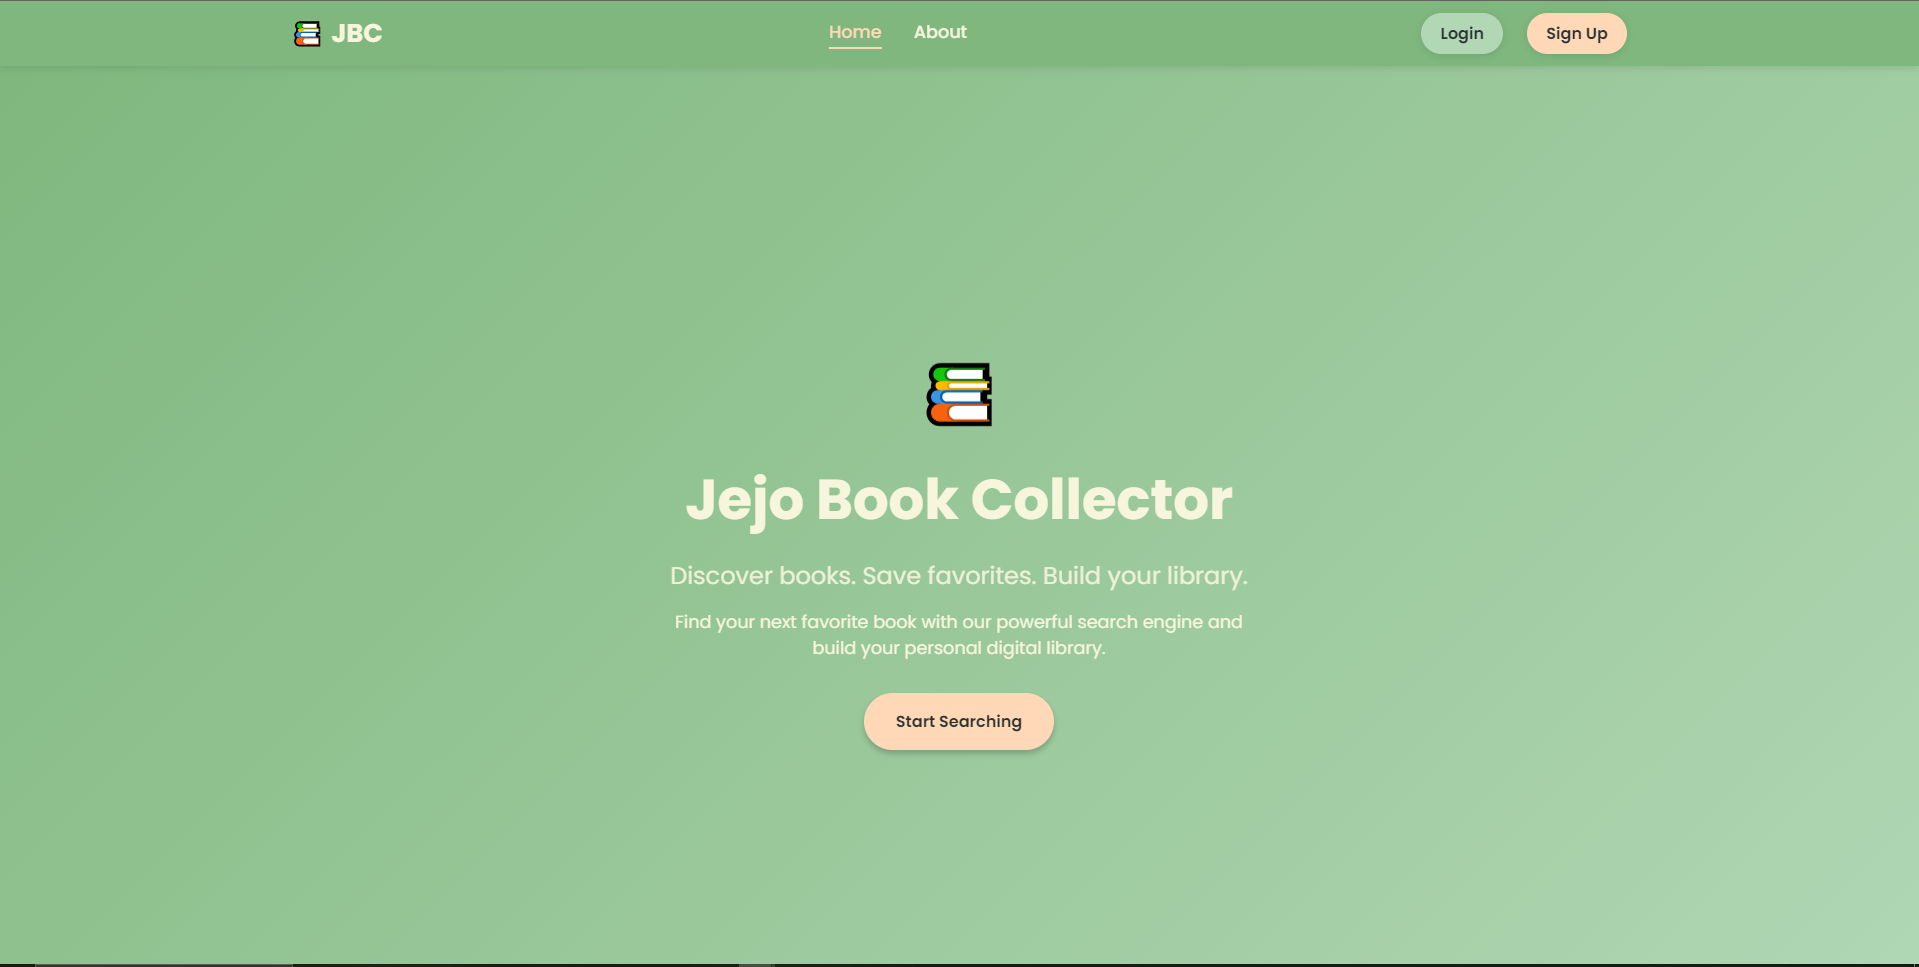 JBC
Home
About
Login
Sign Up
Jejo Book Collector
Discover books. Save favorites. Build your library.
Find your next favorite book with our powerful search engine and
build your personal digital library.
Start Searching